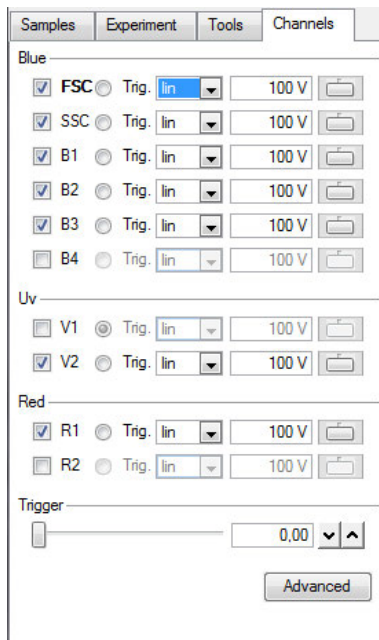 Samples Experiment Tools Channels
Blue
FSC Trig. lin 100 V
SSC Trig. lin 100 V
B1 Trig. lin 100 V
B2 Trig. lin 100 V
B3 Trig. lin 100 V
B4 Trig. lin 100 V
Uv
V1 Trig. lin 100 V
V2 Trig. lin 100 V
Red
R1 Trig. lin 100 V
R2 Trig. lin 100 V
Trigger
0,00
Advanced